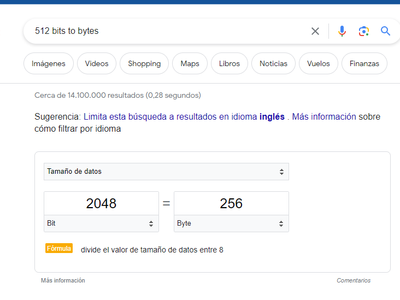 512 bits to bytes
Imágenes Videos Shopping Maps Libros Noticias Vuelos Finanzas
Cerca de 14.100.000 resultados (0,28 segundos)
Sugerencia: Limita esta búsqueda a resultados en idioma inglés . Más información sobre
cómo filtrar por idioma
Tamaño de datos
2048 = 256
Bit Byte
Fórmula divide el valor de tamaño de datos entre 8
Más información Comentarios